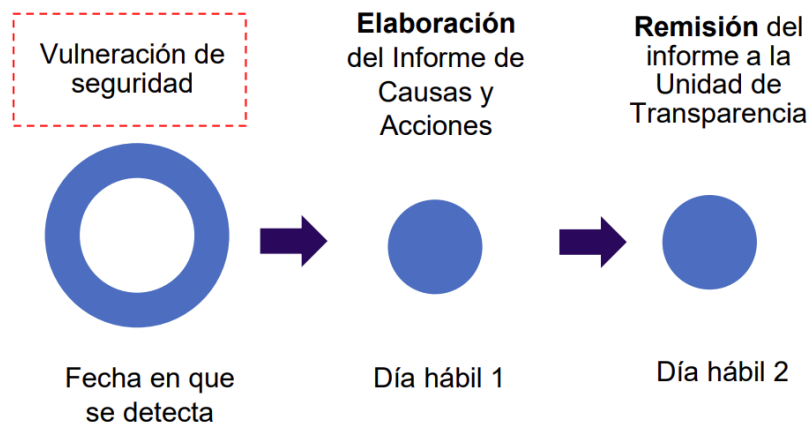 Vulneración de
seguridad
Elaboración
del Informe de
Causas y
Acciones
Remisión del
informe a la
Unidad de
Transparencia
Fecha en que
se detecta
Día hábil 1
Día hábil 2